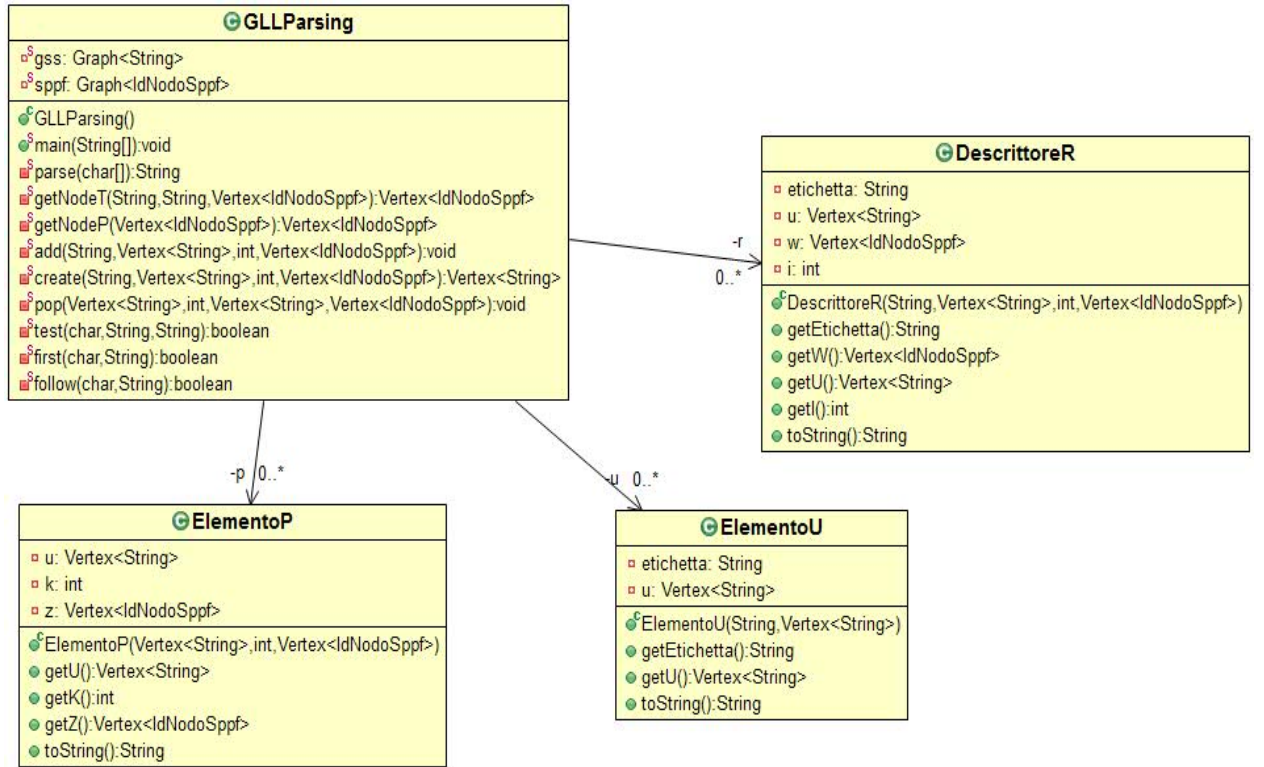 GLLParsing
gss: Graph<String>
sppf: Graph<IdNodoSppf>
GLLParsing()
main(String[]):void
parse(char[]):String
getNodeT(String,String,Vertex<IdNodoSppf>):Vertex<IdNodoSppf>
getNodeP(Vertex<IdNodoSppf>):Vertex<IdNodoSppf>
add(String,Vertex<String>,int,Vertex<IdNodoSppf>):void
create(String,Vertex<String>,int,Vertex<IdNodoSppf>):Vertex<String>
pop(Vertex<String>,int,Vertex<String>,Vertex<IdNodoSppf>):void
test(char,String,String):boolean
first(char,String):boolean
follow(char,String):boolean
-r
0..*
DescrittoreR
etichetta: String
u: Vertex<String>
w: Vertex<IdNodoSppf>
i: int
DescrittoreR(String,Vertex<String>,int,Vertex<IdNodoSppf>)
getEtichetta():String
getW():Vertex<IdNodoSppf>
getU():Vertex<String>
getI():int
toString():String
-p 0..*
ElementoP
u: Vertex<String>
k: int
z: Vertex<IdNodoSppf>
ElementoP(Vertex<String>,int,Vertex<IdNodoSppf>)
getU():Vertex<String>
getK():int
getZ():Vertex<IdNodoSppf>
toString():String
-u 0..*
ElementoU
etichetta: String
u: Vertex<String>
ElementoU(String,Vertex<String>)
getEtichetta():String
getU():Vertex<String>
toString():String